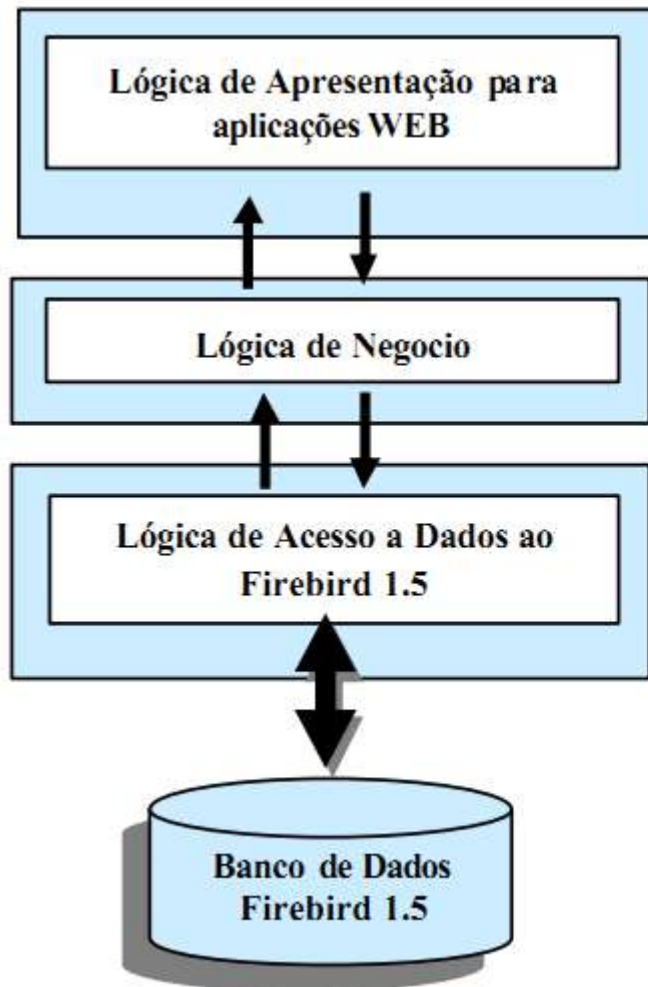 Lógica de Apresentação para
aplicações WEB
Lógica de Negocio
Lógica de Acesso a Dados ao
Firebird 1.5
Banco de Dados
Firebird 1.5